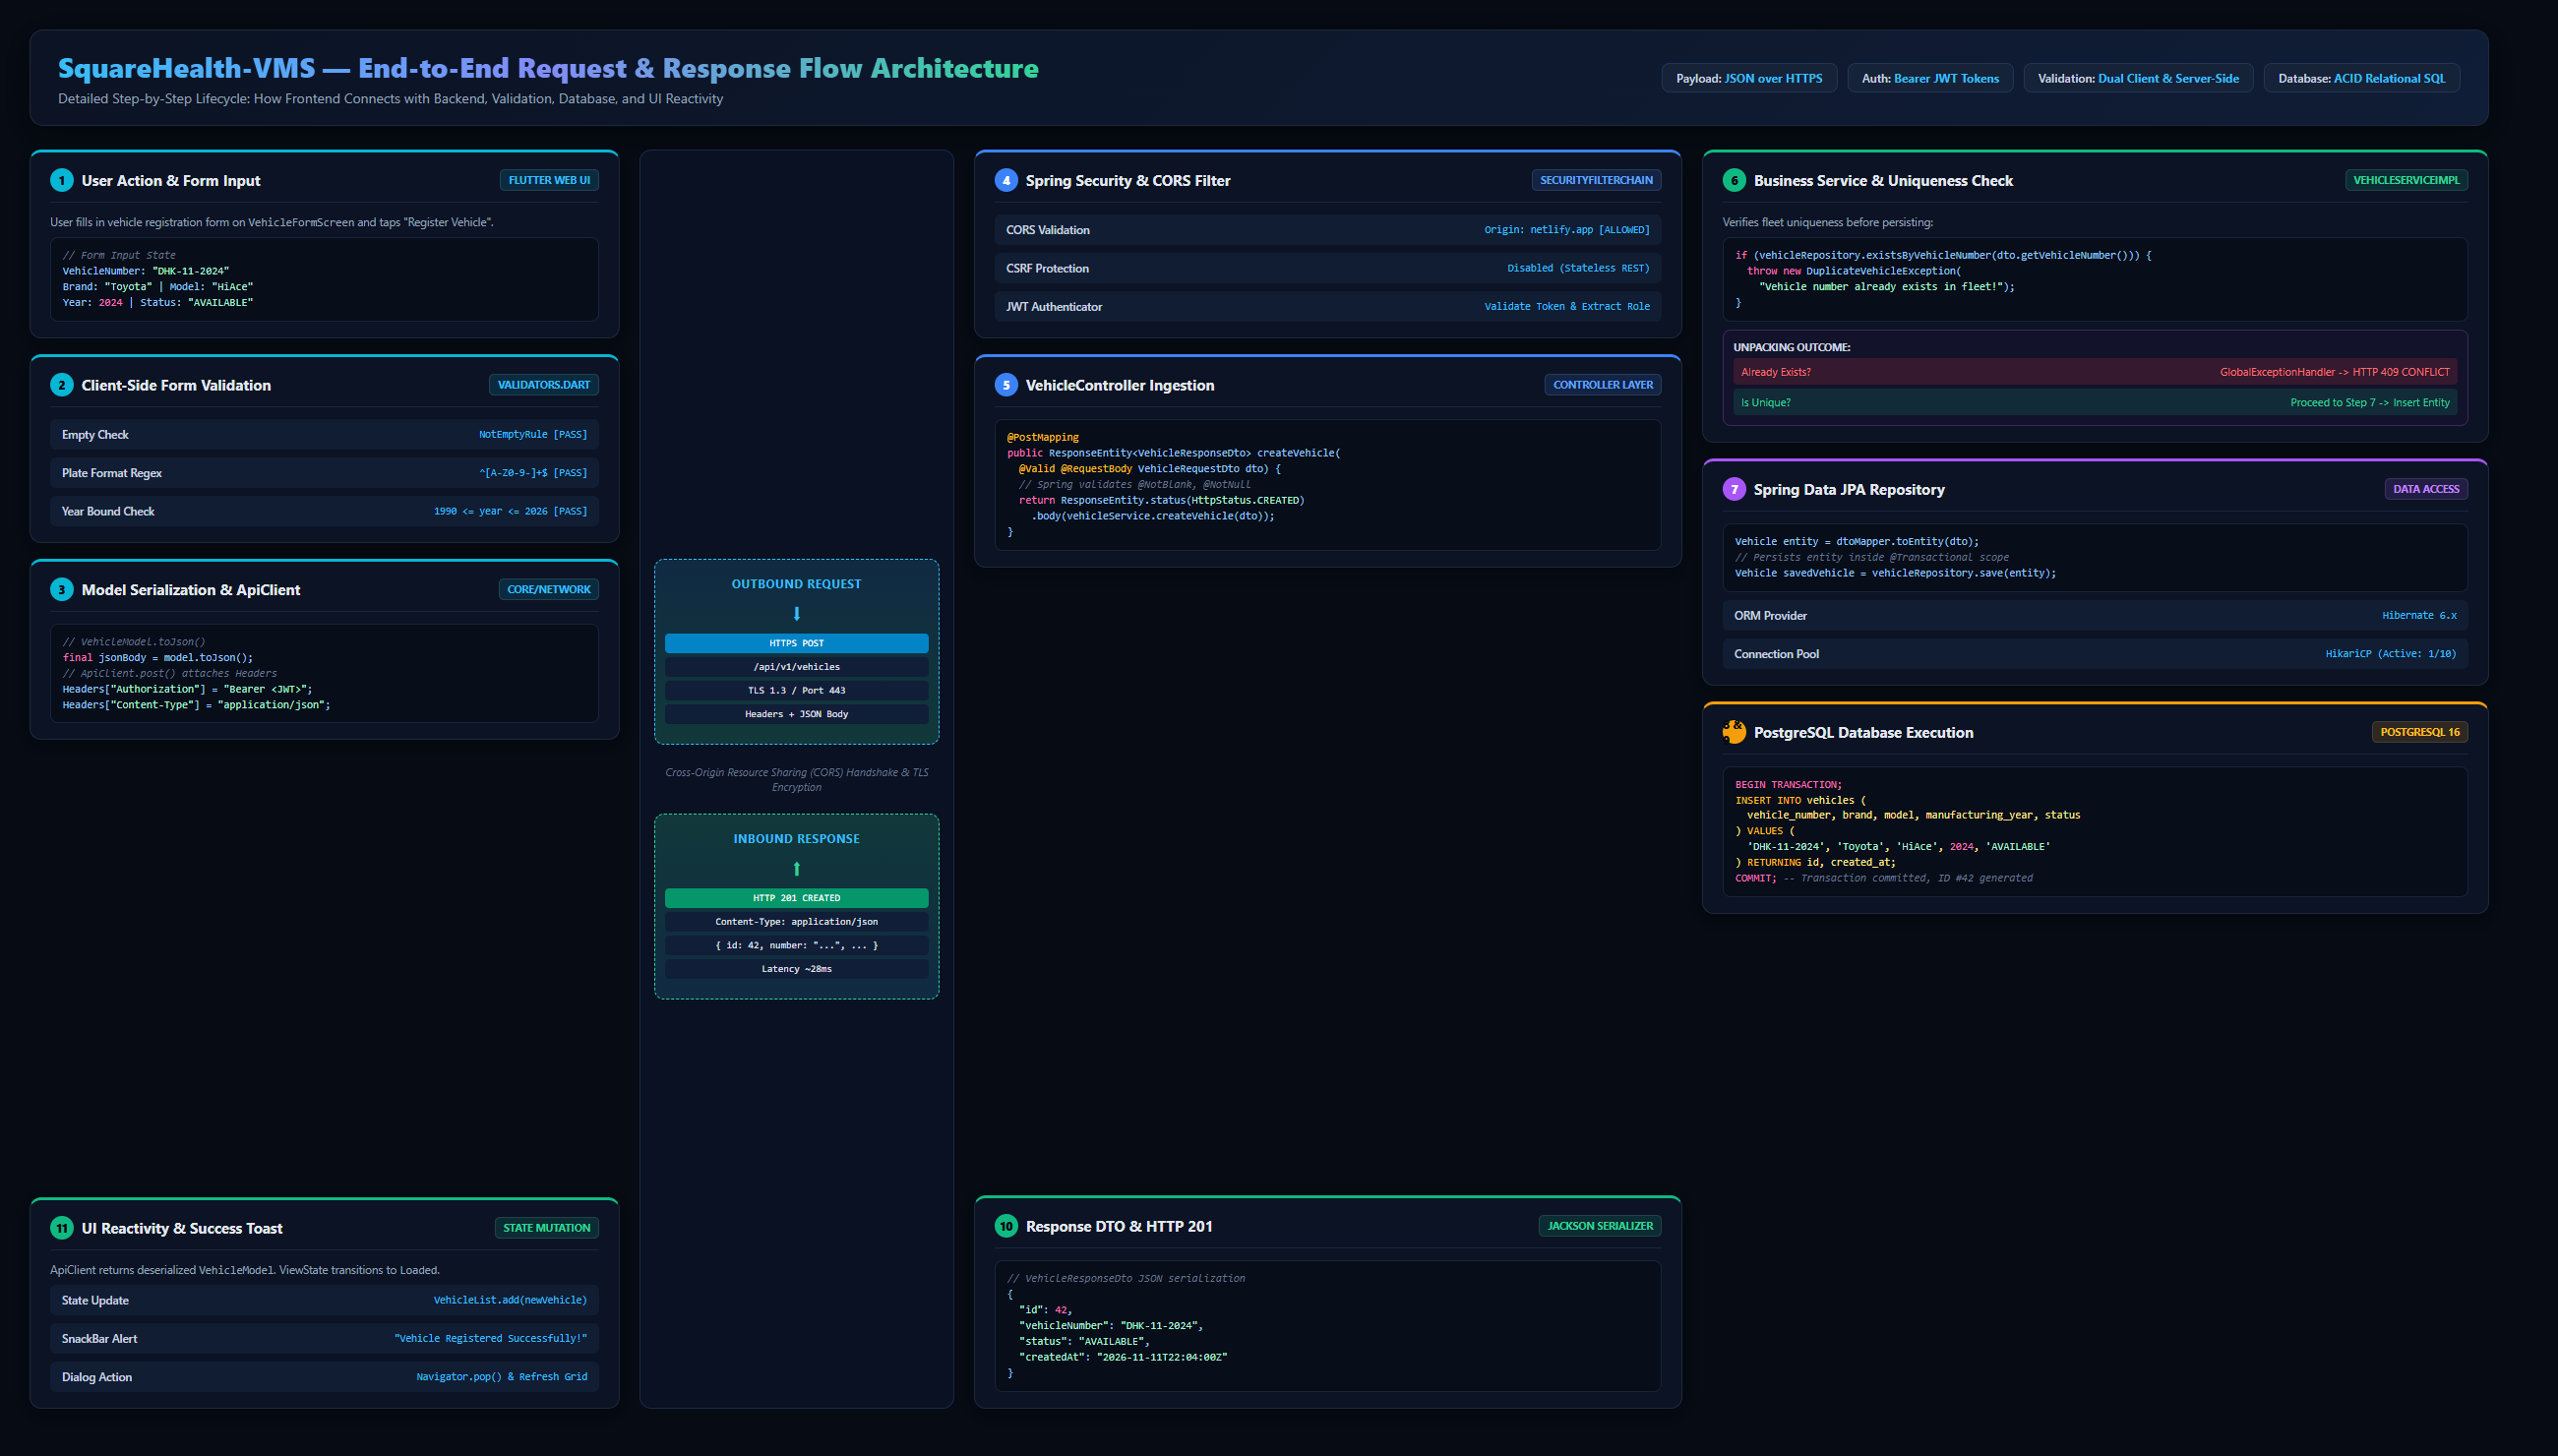 SquareHealth-VMS — End-to-End Request & Response Flow Architecture
Detailed Step-by-Step Lifecycle: How Frontend Connects with Backend, Validation, Database, and UI Reactivity
Payload: JSON over HTTPS
Auth: Bearer JWT Tokens
Validation: Dual Client & Server-Side
Database: ACID Relational SQL
1 User Action & Form Input FLUTTER WEB UI
User fills in vehicle registration form on VehicleFormScreen and taps "Register Vehicle".
// Form Input State
VehicleNumber: "DHK-11-2024"
Brand: "Toyota" | Model: "HiAce"
Year: 2024 | Status: "AVAILABLE"
2 Client-Side Form Validation VALIDATORS.DART
Empty Check NotEmptyRule [PASS]
Plate Format Regex ^[A-Z0-9-]+$ [PASS]
Year Bound Check 1990 <= year <= 2026 [PASS]
3 Model Serialization & ApiClient CORE/NETWORK
// VehicleModel.toJson()
final jsonBody = model.toJson();
// ApiClient.post() attaches Headers
Headers["Authorization"] = "Bearer <JWT>";
Headers["Content-Type"] = "application/json";
11 UI Reactivity & Success Toast STATE MUTATION
ApiClient returns deserialized VehicleModel. ViewState transitions to Loaded.
State Update VehicleList.add(newVehicle)
SnackBar Alert "Vehicle Registered Successfully!"
Dialog Action Navigator.pop() & Refresh Grid
OUTBOUND REQUEST
⬇
HTTPS POST
/api/v1/vehicles
TLS 1.3 / Port 443
Headers + JSON Body
Cross-Origin Resource Sharing (CORS) Handshake & TLS
Encryption
INBOUND RESPONSE
⬆
HTTP 201 CREATED
Content-Type: application/json
{ id: 42, number: "...", ... }
Latency ~28ms
4 Spring Security & CORS Filter SECURITYFILTERCHAIN
CORS Validation Origin: netlify.app [ALLOWED]
CSRF Protection Disabled (Stateless REST)
JWT Authenticator Validate Token & Extract Role
5 VehicleController Ingestion CONTROLLER LAYER
@PostMapping
public ResponseEntity<VehicleResponseDto> createVehicle(
@Valid @RequestBody VehicleRequestDto dto) {
// Spring validates @NotBlank, @NotNull
return ResponseEntity.status(HttpStatus.CREATED)
.body(vehicleService.createVehicle(dto));
}
10 Response DTO & HTTP 201 JACKSON SERIALIZER
// VehicleResponseDto JSON serialization
{
"id": 42,
"vehicleNumber": "DHK-11-2024",
"status": "AVAILABLE",
"createdAt": "2026-11-11T22:04:00Z"
}
6 Business Service & Uniqueness Check VEHICLESERVICEIMPL
Verifies fleet uniqueness before persisting:
if (vehicleRepository.existsByVehicleNumber(dto.getVehicleNumber())) {
throw new DuplicateVehicleException(
"Vehicle number already exists in fleet!");
}
UNPACKING OUTCOME:
Already Exists? GlobalExceptionHandler -> HTTP 409 CONFLICT
Is Unique? Proceed to Step 7 -> Insert Entity
7 Spring Data JPA Repository DATA ACCESS
Vehicle entity = dtoMapper.toEntity(dto);
// Persists entity inside @Transactional scope
Vehicle savedVehicle = vehicleRepository.save(entity);
ORM Provider Hibernate 6.x
Connection Pool HikariCP (Active: 1/10)
PostgreSQL Database Execution POSTGRESQL 16
BEGIN TRANSACTION;
INSERT INTO vehicles (
vehicle_number, brand, model, manufacturing_year, status
) VALUES (
'DHK-11-2024', 'Toyota', 'HiAce', 2024, 'AVAILABLE'
) RETURNING id, created_at;
COMMIT; -- Transaction committed, ID #42 generated